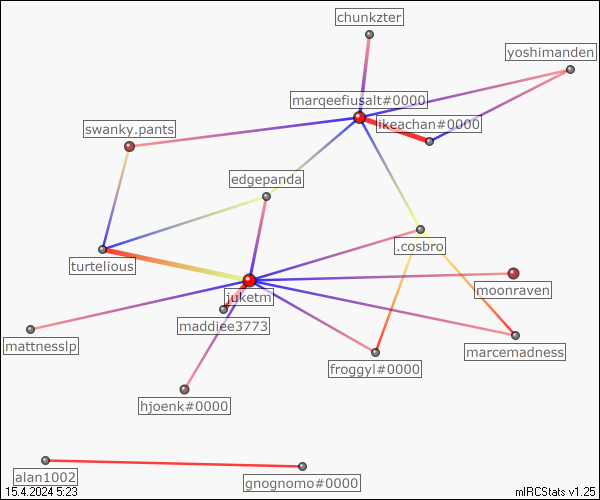 chunkzter
yoshimanden
marqeefiusalt#0000
ikeachan#0000
swanky.pants
edgepanda
.cosbro
turtelious
moonraven
juketm
maddiee3773
mattnesslp
marcemadness
froggyl#0000
hjoenk#0000
alan1002
gnognomo#0000
15.4.2024 5:23
mIRCStats v1.25